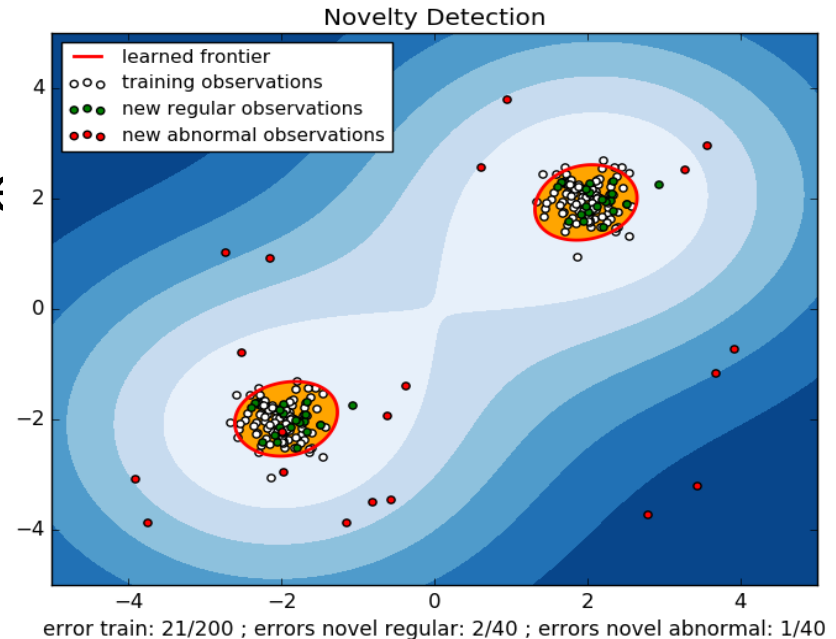 Novelty Detection
learned frontier
training observations
new regular observations
new abnormal observations
4
2
0
−2
−4
−4 −2 0 2 4
error train: 21/200 ; errors novel regular: 2/40 ; errors novel abnormal: 1/40